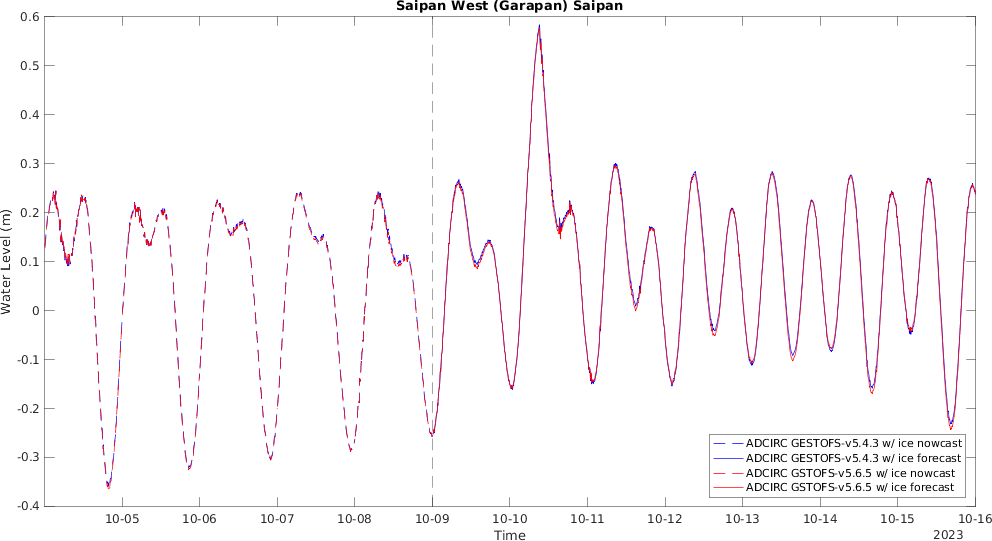 Saipan West (Garapan) Saipan
Water Level (m)
0.6
0.5
0.4
0.3
0.2
0.1
0
-0.1
-0.2
-0.3
-0.4
ADCIRC GESTOFS-v5.4.3 w/ ice nowcast
ADCIRC GESTOFS-v5.4.3 w/ ice forecast
ADCIRC GSTOFS-v5.6.5 w/ ice nowcast
ADCIRC GSTOFS-v5.6.5 w/ ice forecast
10-05 10-06 10-07 10-08 10-09 10-10 10-11 10-12 10-13 10-14 10-15 10-16
Time
2023